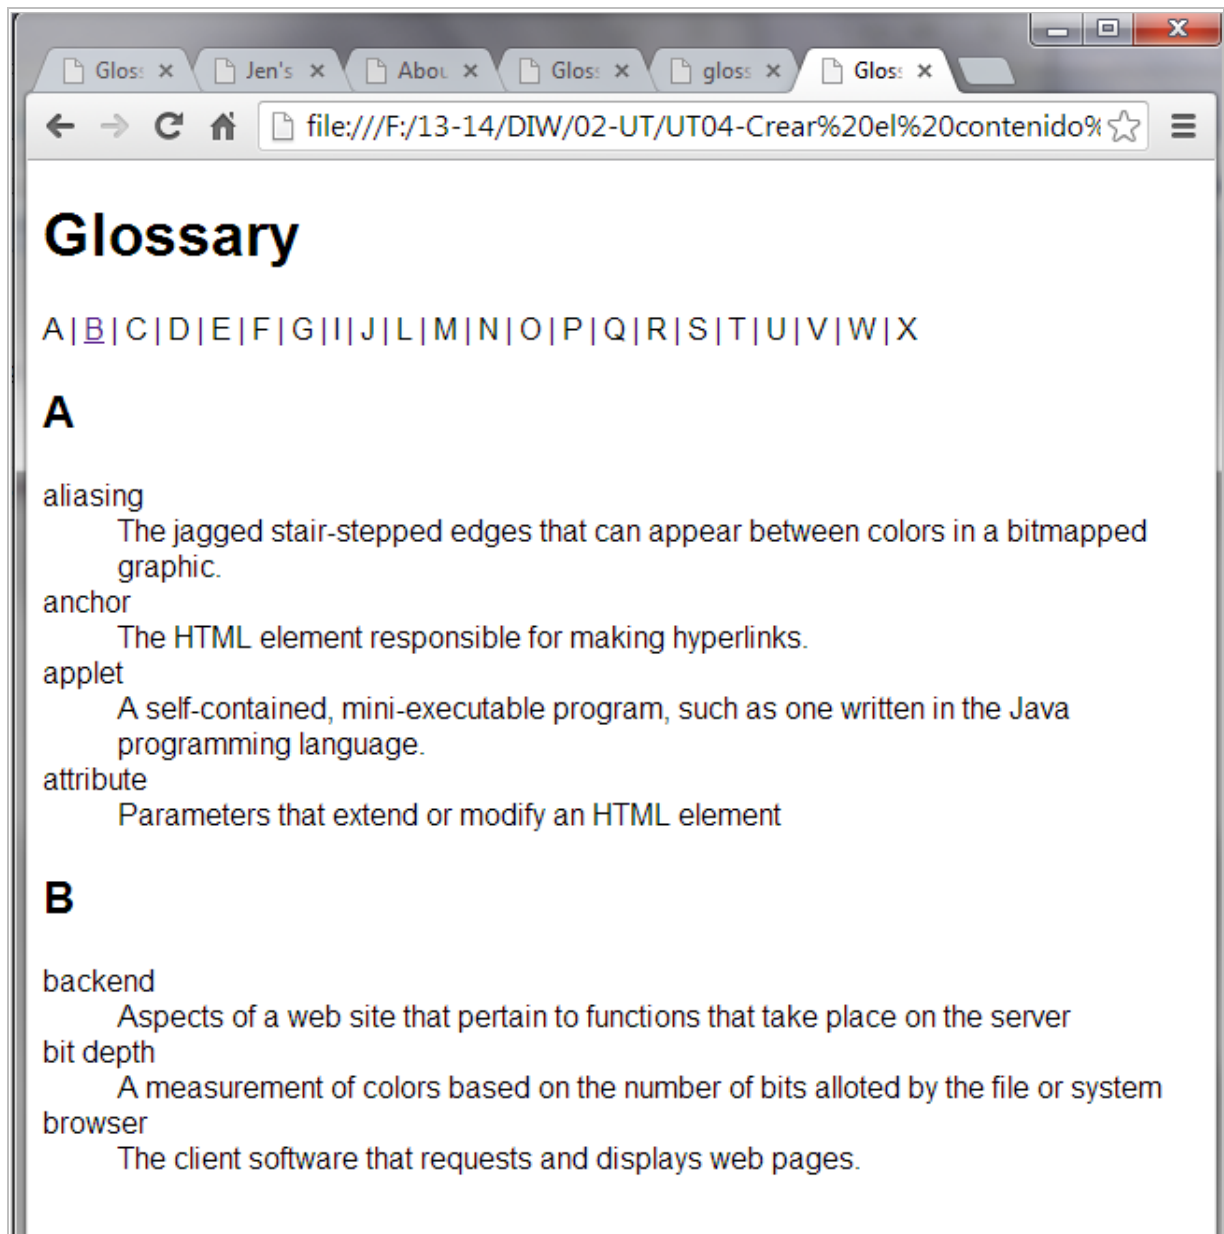 Glos Jen's Abou Glos glos Glos
file:///F:/13-14/DIW/02-UT/UT04-Crear%20el%20contenido%
Glossary
A | B | C | D | E | F | G | I | J | L | M | N | O | P | Q | R | S | T | U | V | W | X
A
aliasing
The jagged stair-stepped edges that can appear between colors in a bitmapped
graphic.
anchor
The HTML element responsible for making hyperlinks.
applet
A self-contained, mini-executable program, such as one written in the Java
programming language.
attribute
Parameters that extend or modify an HTML element
B
backend
Aspects of a web site that pertain to functions that take place on the server
bit depth
A measurement of colors based on the number of bits alloted by the file or system
browser
The client software that requests and displays web pages.